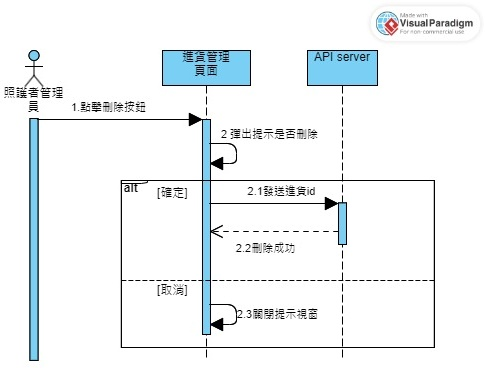 Made with
VisualParadigm
For non-commercial use
進貨管理
頁面
API server
照護者管理
員
1.點擊刪除按鈕
2 彈出提示是否刪除
alt
[確定]
2.1發送進貨id
2.2刪除成功
[取消]
2.3關閉提示視窗